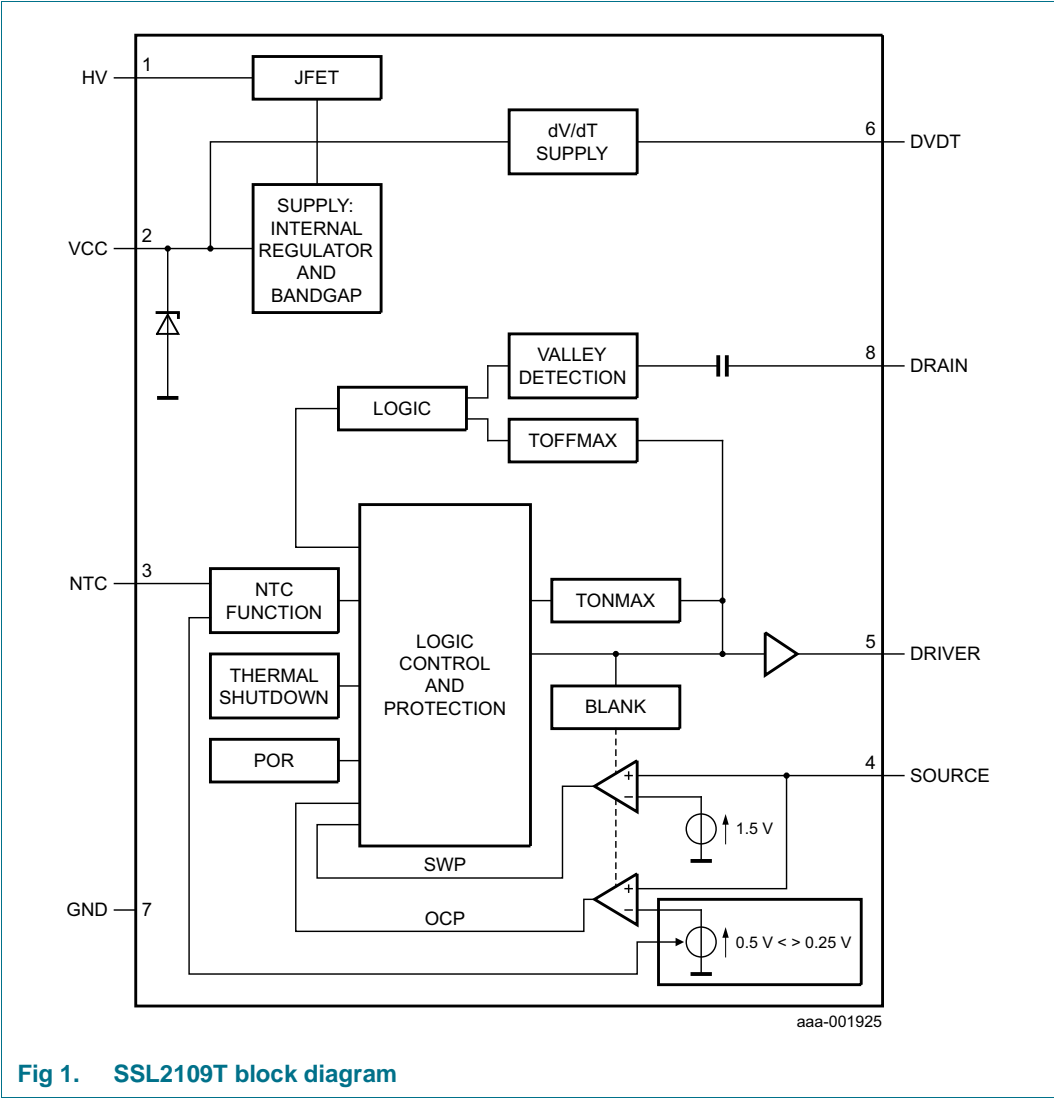 HV
1
JFET
dV/dT
SUPPLY
6
DVDT
SUPPLY:
INTERNAL
REGULATOR
AND
BANDGAP
VCC
2
VALLEY
DETECTION
8
DRAIN
LOGIC
TOFFMAX
NTC
3
NTC
FUNCTION
TONMAX
LOGIC
CONTROL
AND
PROTECTION
5
DRIVER
THERMAL
SHUTDOWN
BLANK
POR
4
SOURCE
+
−
1.5 V
SWP
+
−
GND
7
OCP
0.5 V < > 0.25 V
aaa-001925
Fig 1. SSL2109T block diagram